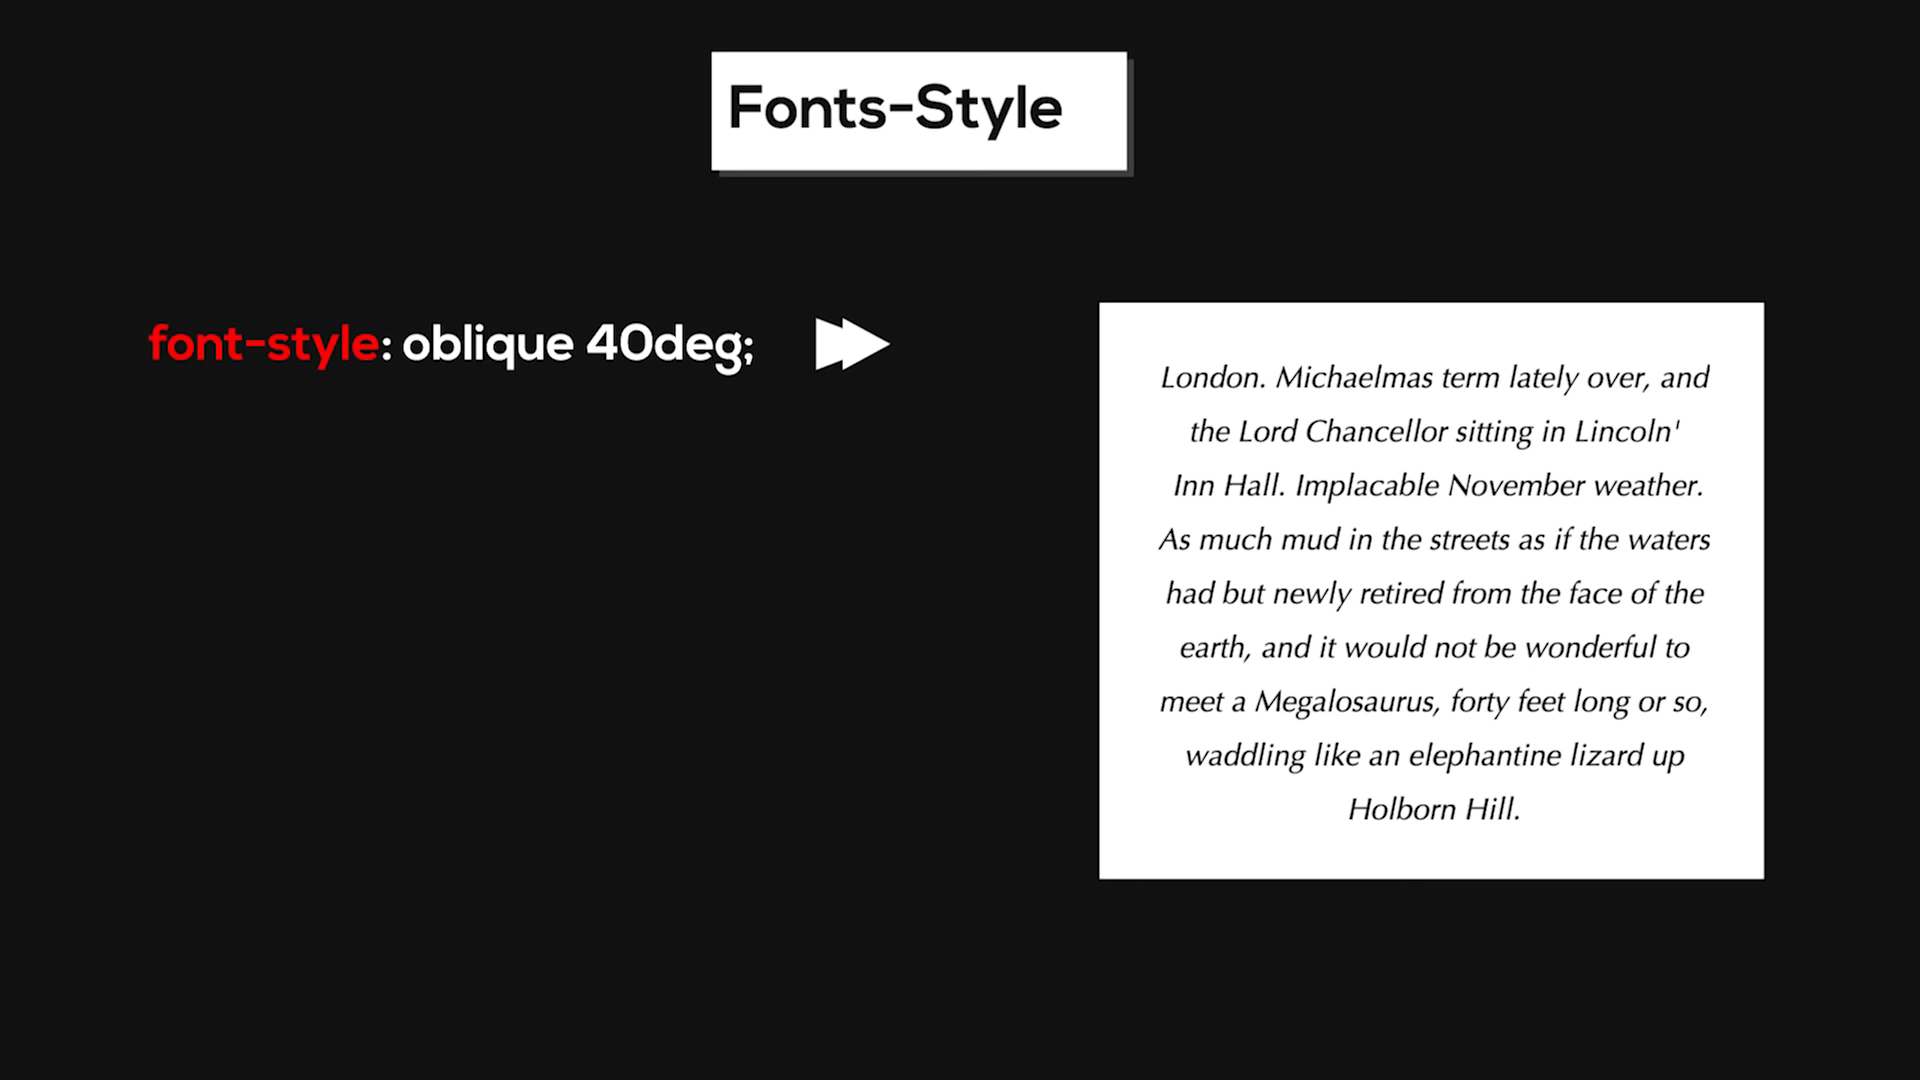 Fonts-Style
font-style: oblique 40deg;
London. Michaelmas term lately over, and
the Lord Chancellor sitting in Lincoln'
Inn Hall. Implacable November weather.
As much mud in the streets as if the waters
had but newly retired from the face of the
earth, and it would not be wonderful to
meet a Megalosaurus, forty feet long or so,
waddling like an elephantine lizard up
Holborn Hill.